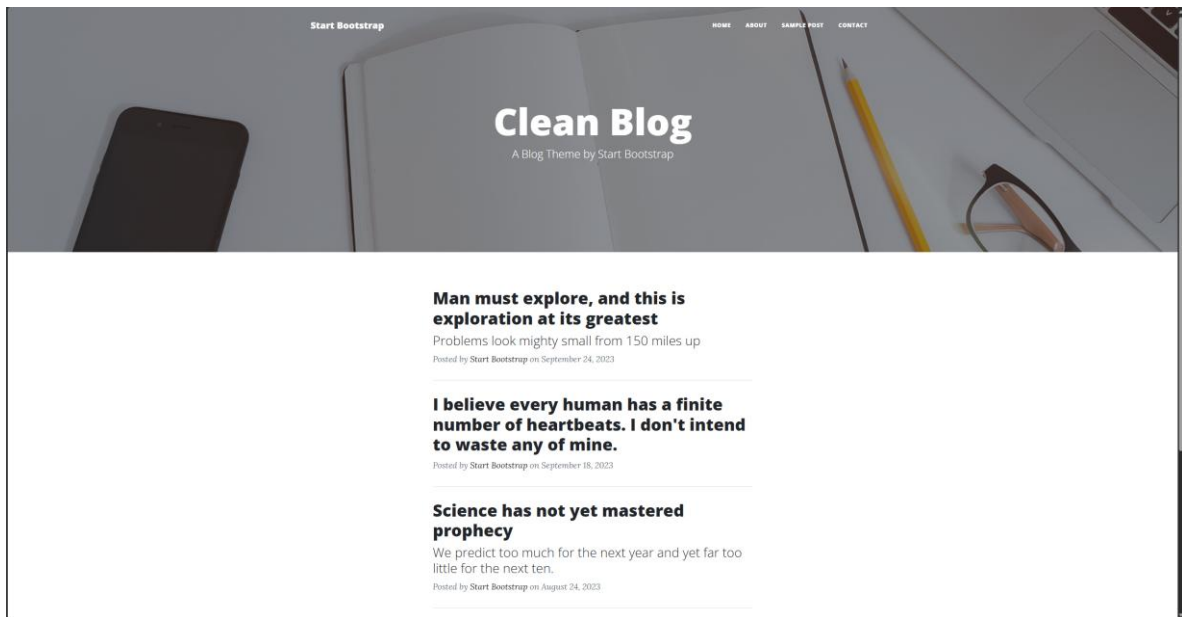 Start Bootstrap
HOME ABOUT SAMPLE POST CONTACT
Clean Blog
A Blog Theme by Start Bootstrap
Man must explore, and this is
exploration at its greatest
Problems look mighty small from 150 miles up
Posted by Start Bootstrap on September 24, 2023
I believe every human has a finite
number of heartbeats. I don't intend
to waste any of mine.
Posted by Start Bootstrap on September 18, 2023
Science has not yet mastered
prophecy
We predict too much for the next year and yet far too
little for the next ten.
Posted by Start Bootstrap on August 24, 2023